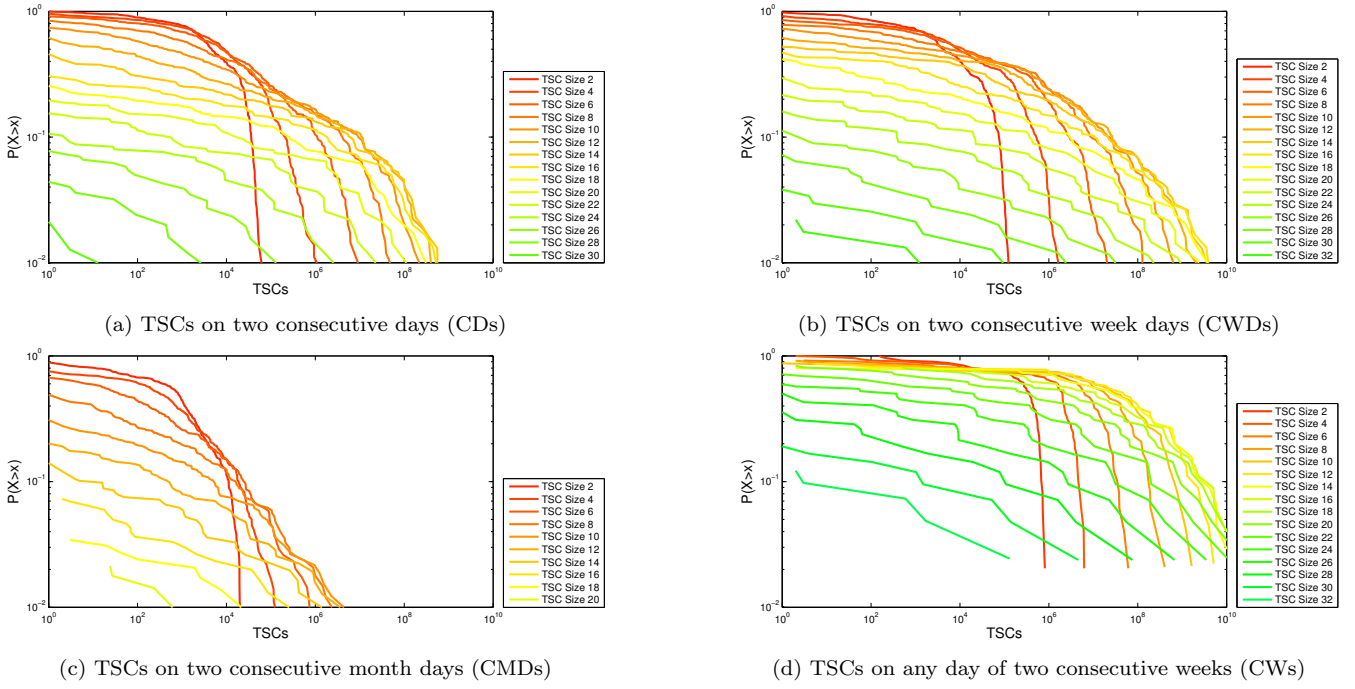 10^0
10^-1
10^-2
P(X>x)
10^0 10^2 10^4 10^6 10^8 10^10
TSCs
TSC Size 2
TSC Size 4
TSC Size 6
TSC Size 8
TSC Size 10
TSC Size 12
TSC Size 14
TSC Size 16
TSC Size 18
TSC Size 20
TSC Size 22
TSC Size 24
TSC Size 26
TSC Size 28
TSC Size 30
(a) TSCs on two consecutive days (CDs)
10^0
10^-1
10^-2
P(X>x)
10^0 10^2 10^4 10^6 10^8 10^10
TSCs
TSC Size 2
TSC Size 4
TSC Size 6
TSC Size 8
TSC Size 10
TSC Size 12
TSC Size 14
TSC Size 16
TSC Size 18
TSC Size 20
TSC Size 22
TSC Size 24
TSC Size 26
TSC Size 28
TSC Size 30
TSC Size 32
(b) TSCs on two consecutive week days (CWDs)
10^0
10^-1
10^-2
P(X>x)
10^0 10^2 10^4 10^6 10^8 10^10
TSCs
TSC Size 2
TSC Size 4
TSC Size 6
TSC Size 8
TSC Size 10
TSC Size 12
TSC Size 14
TSC Size 16
TSC Size 18
TSC Size 20
(c) TSCs on two consecutive month days (CMDs)
10^0
10^-1
10^-2
P(X>x)
10^0 10^2 10^4 10^6 10^8 10^10
TSCs
TSC Size 2
TSC Size 4
TSC Size 6
TSC Size 8
TSC Size 10
TSC Size 12
TSC Size 14
TSC Size 16
TSC Size 18
TSC Size 20
TSC Size 22
TSC Size 24
TSC Size 26
TSC Size 28
TSC Size 30
TSC Size 32
(d) TSCs on any day of two consecutive weeks (CWs)